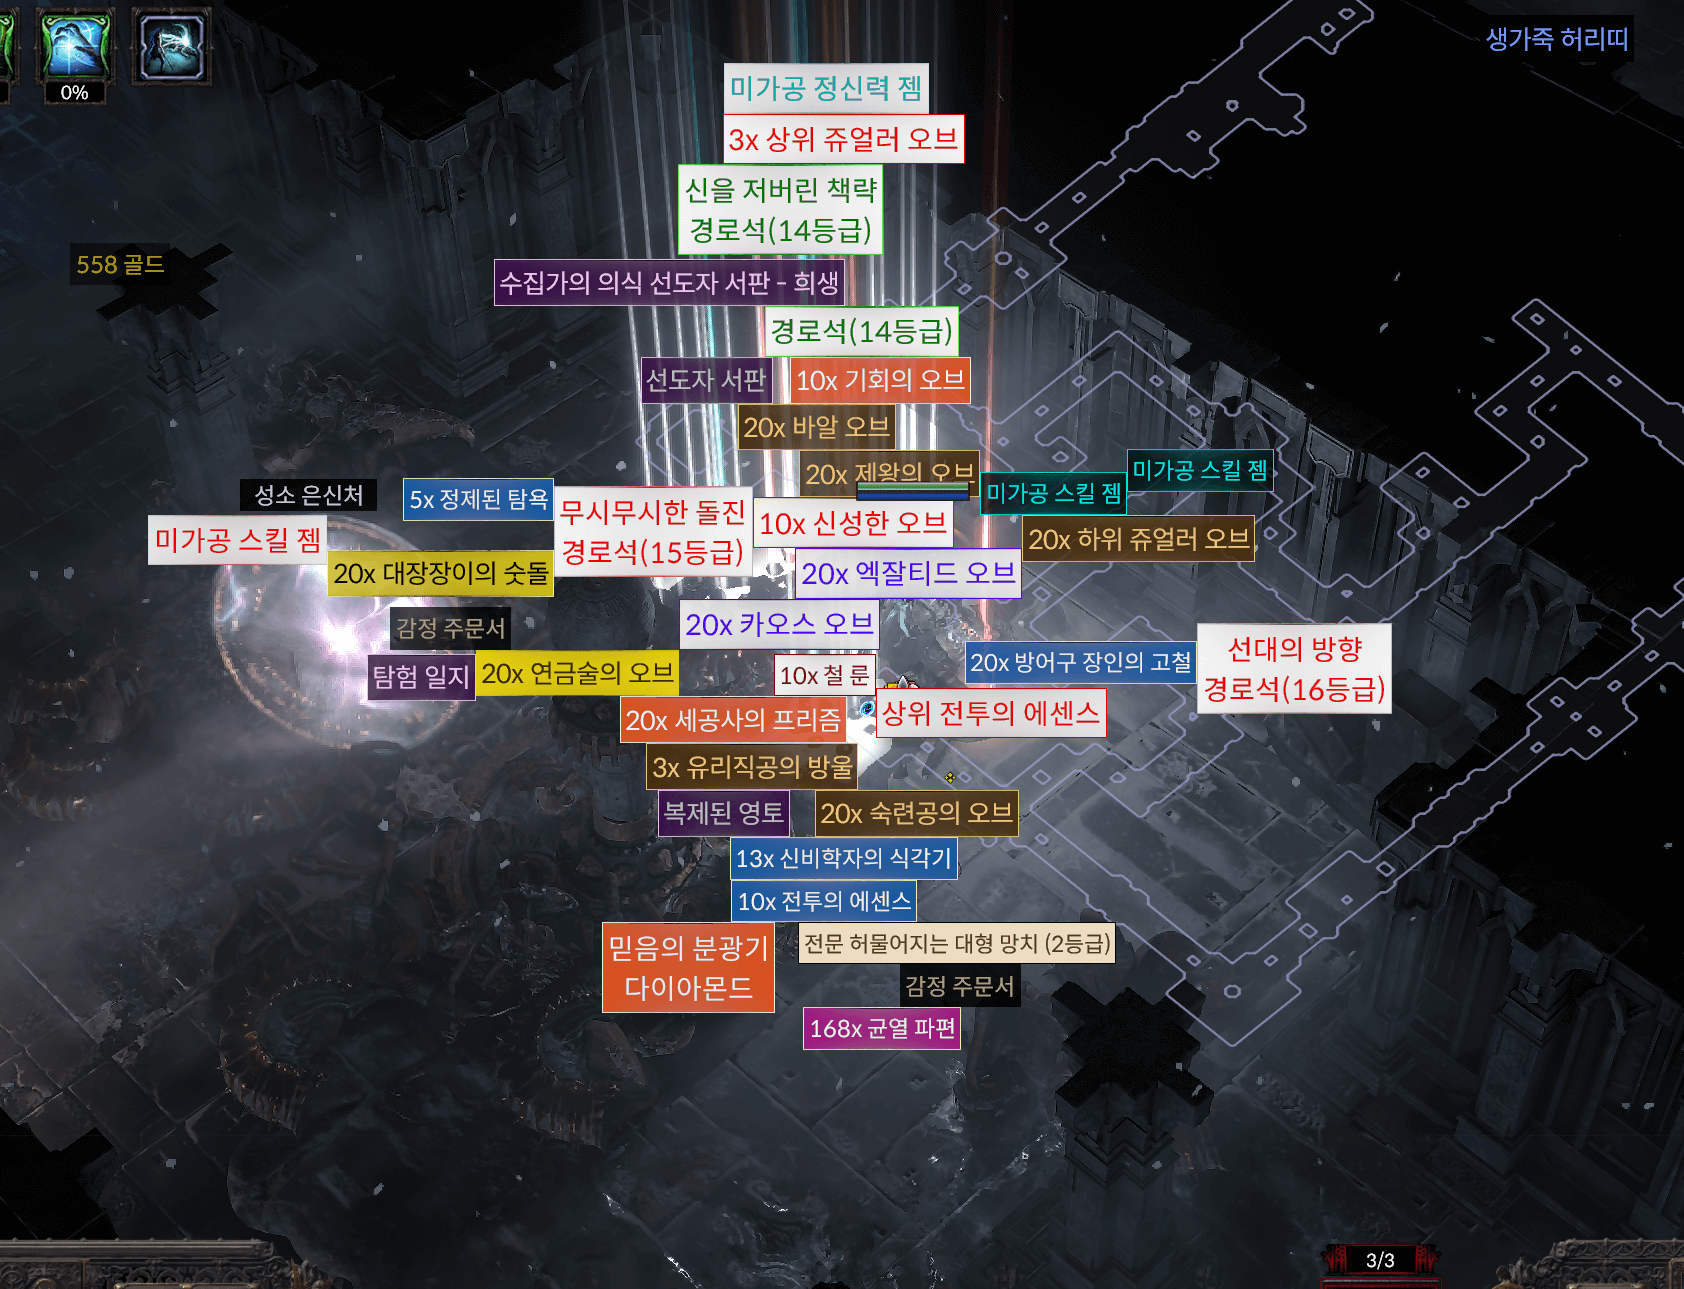 생가죽 허리띠
0%
미가공 정신력 젬
3x 상위 쥬얼러 오브
신을 저버린 책략
경로석(14등급)
558 골드
수집가의 의식 선도자 서판 - 희생
경로석(14등급)
선도자 서판
10x 기회의 오브
20x 바알 오브
20x 제왕의 오브
미가공 스킬 젬
미가공 스킬 젬
성소 은신처
5x 정제된 탐욕
무시무시한 돌진
경로석(15등급)
10x 신성한 오브
20x 하위 쥬얼러 오브
미가공 스킬 젬
20x 대장장이의 숫돌
20x 엑잘티드 오브
감정 주문서
20x 카오스 오브
탐험 일지
20x 연금술의 오브
10x 철 룬
20x 방어구 장인의 고철
선대의 방향
경로석(16등급)
20x 세공사의 프리즘
상위 전투의 에센스
3x 유리직공의 방울
복제된 영토
20x 숙련공의 오브
13x 신비학자의 식각기
10x 전투의 에센스
믿음의 분광기
다이아몬드
전문 허물어지는 대형 망치 (2등급)
감정 주문서
168x 균열 파편
3/3